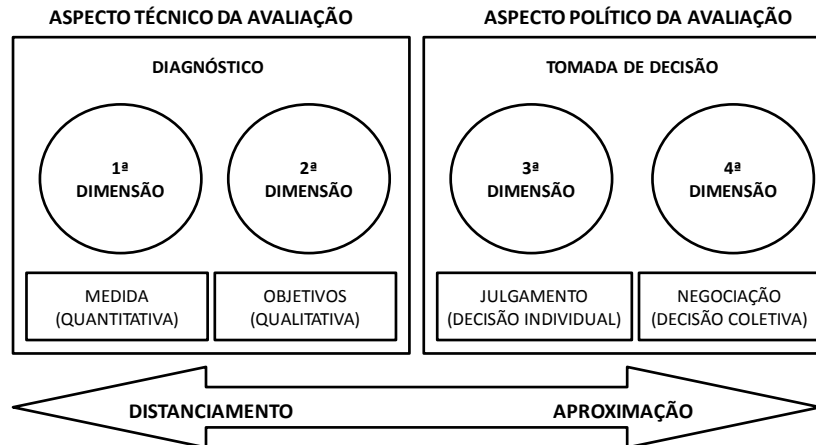 ASPECTO TÉCNICO DA AVALIAÇÃO
DIAGNÓSTICO
1ª
DIMENSÃO
2ª
DIMENSÃO
MEDIDA
(QUANTITATIVA)
OBJETIVOS
(QUALITATIVA)
ASPECTO POLÍTICO DA AVALIAÇÃO
TOMADA DE DECISÃO
3ª
DIMENSÃO
4ª
DIMENSÃO
JULGAMENTO
(DECISÃO INDIVIDUAL)
NEGOCIAÇÃO
(DECISÃO COLETIVA)
DISTANCIAMENTO
APROXIMAÇÃO